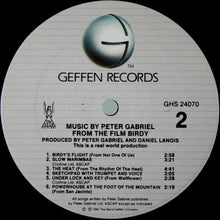 GEFFEN RECORDS
GHS 24070
MUSIC BY PETER GABRIEL
2
FROM THE FILM BIRDY
PRODUCED BY PETER GABRIEL AND DANIEL LANOIS
This is a real world production
1 BIRDY'S FLIGHT (From Not One Of Us) 2:58
2 SLOW MARIMBAS 3:21
3 THE HEAT (From The Rhythm Of The Heat) 4:41
4 SKETCHPAD WITH TRUMPET AND VOICE 3:05
5 UNDER LOCK AND KEY (From Wallflower) 2:29
6 POWERHOUSE AT THE FOOT OF THE MOUNTAIN 2:19
(From San Jacinto)